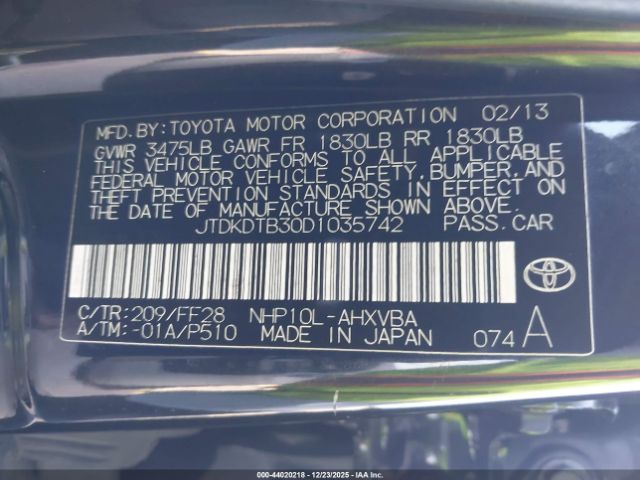 MFD. BY: TOYOTA MOTOR CORPORATION 02/13
GVWR 3475LB GAWR FR 1830LB RR 1830LB
THIS VEHICLE CONFORMS TO ALL APPLICABLE
FEDERAL MOTOR VEHICLE SAFETY, BUMPER, AND
THEFT PREVENTION STANDARDS IN EFFECT ON
THE DATE OF MANUFACTURE SHOWN ABOVE.
JTDKDTB30D1035742 PASS. CAR
C/TR: 209/FF28 NHP10L-AHXVBA
A/TM: -01A/P510 MADE IN JAPAN 074 A
000-44020218 - 12/23/2025 - IAA Inc.